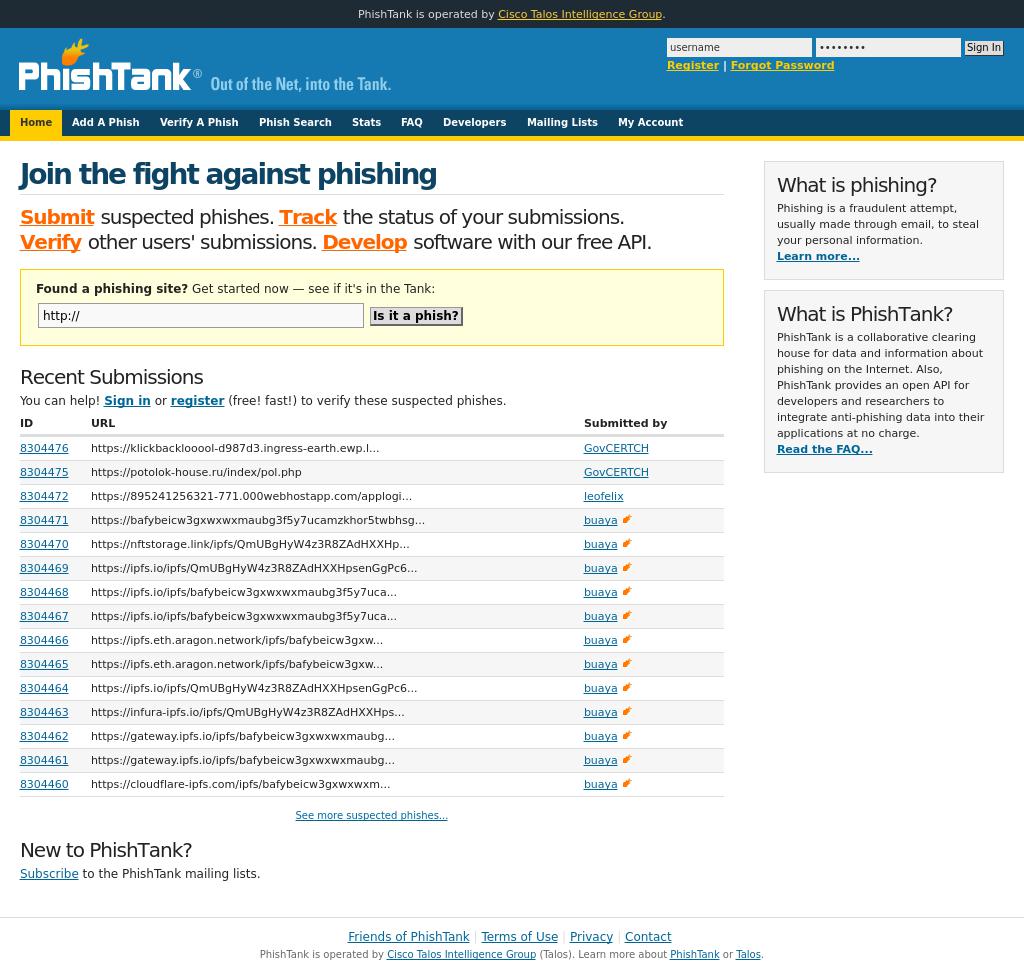 PhishTank is operated by Cisco Talos Intelligence Group.
username
••••••••
Sign In
Register | Forgot Password
PhishTank® Out of the Net, into the Tank.
Home Add A Phish Verify A Phish Phish Search Stats FAQ Developers Mailing Lists My Account
Join the fight against phishing
Submit suspected phishes. Track the status of your submissions.
Verify other users' submissions. Develop software with our free API.
Found a phishing site? Get started now — see if it's in the Tank:
http:// Is it a phish?
Recent Submissions
You can help! Sign in or register (free! fast!) to verify these suspected phishes.
ID URL Submitted by
8304476 https://klickbacklooool-d987d3.ingress-earth.ewp.l... GovCERTCH
8304475 https://potolok-house.ru/index/pol.php GovCERTCH
8304472 https://895241256321-771.000webhostapp.com/applogi... leofelix
8304471 https://bafybeicw3gxwxwxmaubg3f5y7ucamzkhor5twbhsg... buaya
8304470 https://nftstorage.link/ipfs/QmUBgHyW4z3R8ZAdHXXHp... buaya
8304469 https://ipfs.io/ipfs/QmUBgHyW4z3R8ZAdHXXHpsenGgPc6... buaya
8304468 https://ipfs.io/ipfs/bafybeicw3gxwxwxmaubg3f5y7uca... buaya
8304467 https://ipfs.io/ipfs/bafybeicw3gxwxwxmaubg3f5y7uca... buaya
8304466 https://ipfs.eth.aragon.network/ipfs/bafybeicw3gxw... buaya
8304465 https://ipfs.eth.aragon.network/ipfs/bafybeicw3gxw... buaya
8304464 https://ipfs.io/ipfs/QmUBgHyW4z3R8ZAdHXXHpsenGgPc6... buaya
8304463 https://infura-ipfs.io/ipfs/QmUBgHyW4z3R8ZAdHXXHps... buaya
8304462 https://gateway.ipfs.io/ipfs/bafybeicw3gxwxwxmaubg... buaya
8304461 https://gateway.ipfs.io/ipfs/bafybeicw3gxwxwxmaubg... buaya
8304460 https://cloudflare-ipfs.com/ipfs/bafybeicw3gxwxwxm... buaya
See more suspected phishes...
New to PhishTank?
Subscribe to the PhishTank mailing lists.
What is phishing?
Phishing is a fraudulent attempt,
usually made through email, to steal
your personal information.
Learn more...
What is PhishTank?
PhishTank is a collaborative clearing
house for data and information about
phishing on the Internet. Also,
PhishTank provides an open API for
developers and researchers to
integrate anti-phishing data into their
applications at no charge.
Read the FAQ...
Friends of PhishTank | Terms of Use | Privacy | Contact
PhishTank is operated by Cisco Talos Intelligence Group (Talos). Learn more about PhishTank or Talos.